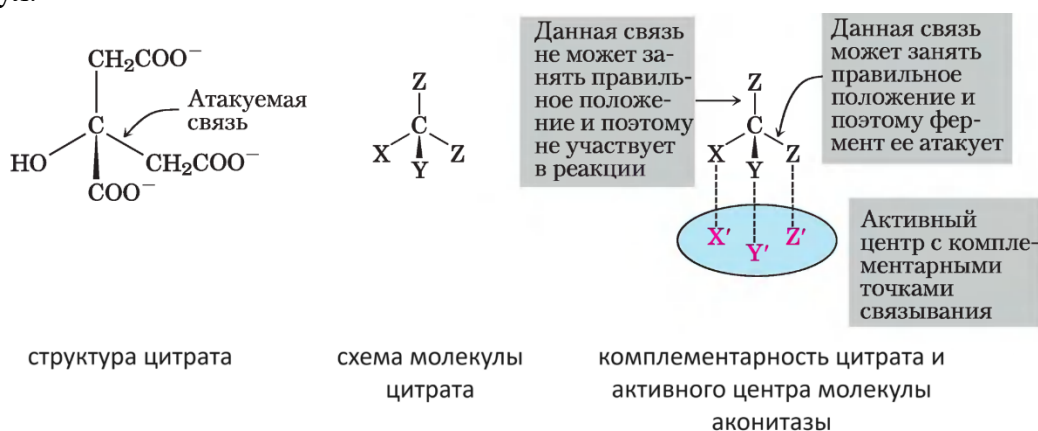 CH₂COO⁻
Атакуемая
связь
C
HO
CH₂COO⁻
COO⁻
Z
C
X
Z
Y
Данная связь
не может за-
нять правиль-
ное положе-
ние и поэтому
не участвует
в реакции
Z
C
X
Z
Y
Данная связь
может занять
правильное
положение и
поэтому фер-
мент ее атакует
X′
Y′
Z′
Активный
центр с компле-
ментарными
точками
связывания
структура цитрата
схема молекулы
цитрата
комплементарность цитрата и
активного центра молекулы
аконитазы